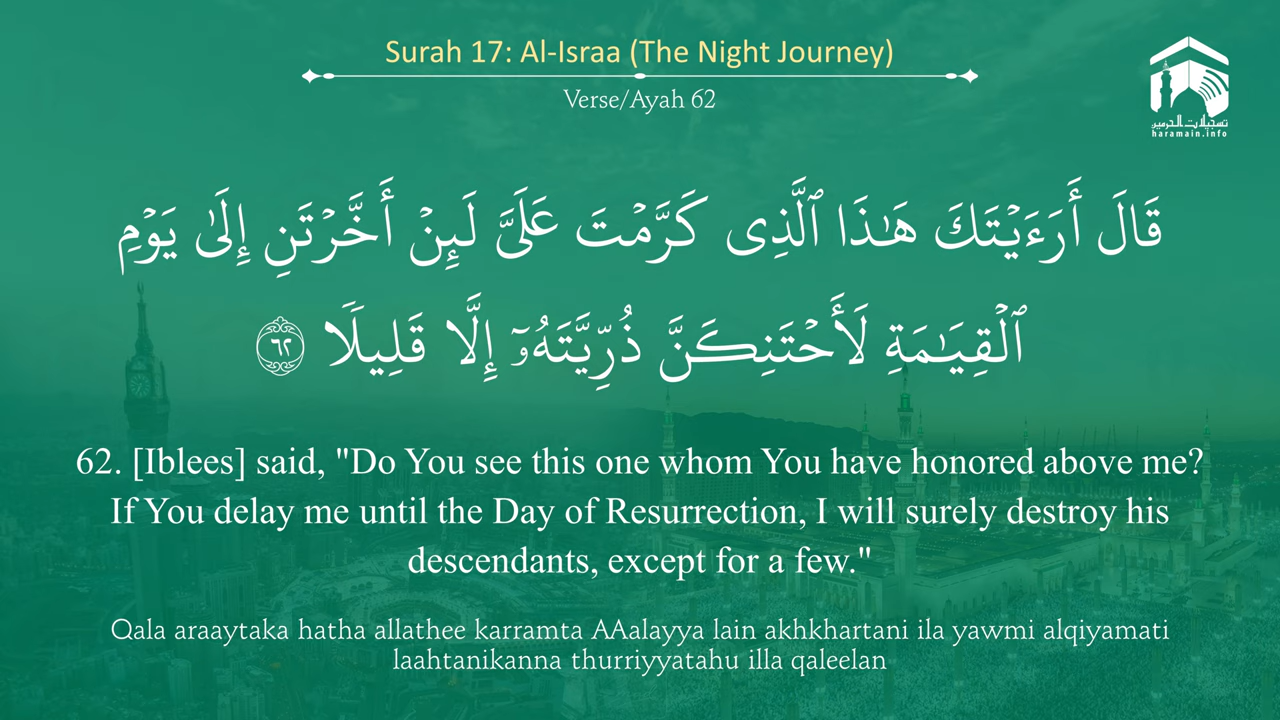 Surah 17: Al-Israa (The Night Journey)
Verse/Ayah 62
تسجيلات الحرمين
haramain.info
قَالَ أَرَءَيْتَكَ هَـٰذَا ٱلَّذِى كَرَّمْتَ عَلَىَّ لَئِنْ أَخَّرْتَنِ إِلَىٰ يَوْمِ
ٱلْقِيَـٰمَةِ لَأَحْتَنِكَنَّ ذُرِّيَّتَهُۥٓ إِلَّا قَلِيلًا ٦٢
62. [Iblees] said, "Do You see this one whom You have honored above me?
If You delay me until the Day of Resurrection, I will surely destroy his
descendants, except for a few."
Qala araaytaka hatha allathee karramta AAalayya lain akhkhartani ila yawmi alqiyamati
laahtanikanna thurriyyatahu illa qaleelan